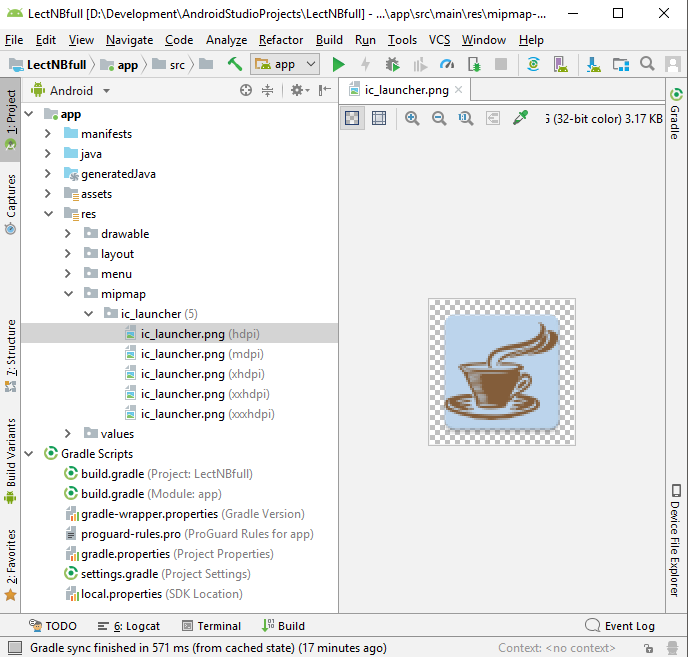 LectNBfull [D:\Development\AndroidStudioProjects\LectNBfull] - ...\app\src\main\res\mipmap-...
File Edit View Navigate Code Analyze Refactor Build Run Tools VCS Window Help
LectNBfull app src app
1: Project
Captures
7: Structure
Build Variants
2: Favorites
Android
app
manifests
java
generatedJava
assets
res
drawable
layout
menu
mipmap
ic_launcher (5)
ic_launcher.png (hdpi)
ic_launcher.png (mdpi)
ic_launcher.png (xhdpi)
ic_launcher.png (xxhdpi)
ic_launcher.png (xxxhdpi)
values
Gradle Scripts
build.gradle (Project: LectNBfull)
build.gradle (Module: app)
gradle-wrapper.properties (Gradle Version)
proguard-rules.pro (ProGuard Rules for app)
gradle.properties (Project Properties)
settings.gradle (Project Settings)
local.properties (SDK Location)
ic_launcher.png
(32-bit color) 3.17 KB
Gradle
Device File Explorer
TODO 6: Logcat Terminal Build Event Log
Gradle sync finished in 571 ms (from cached state) (17 minutes ago) Context: <no context>